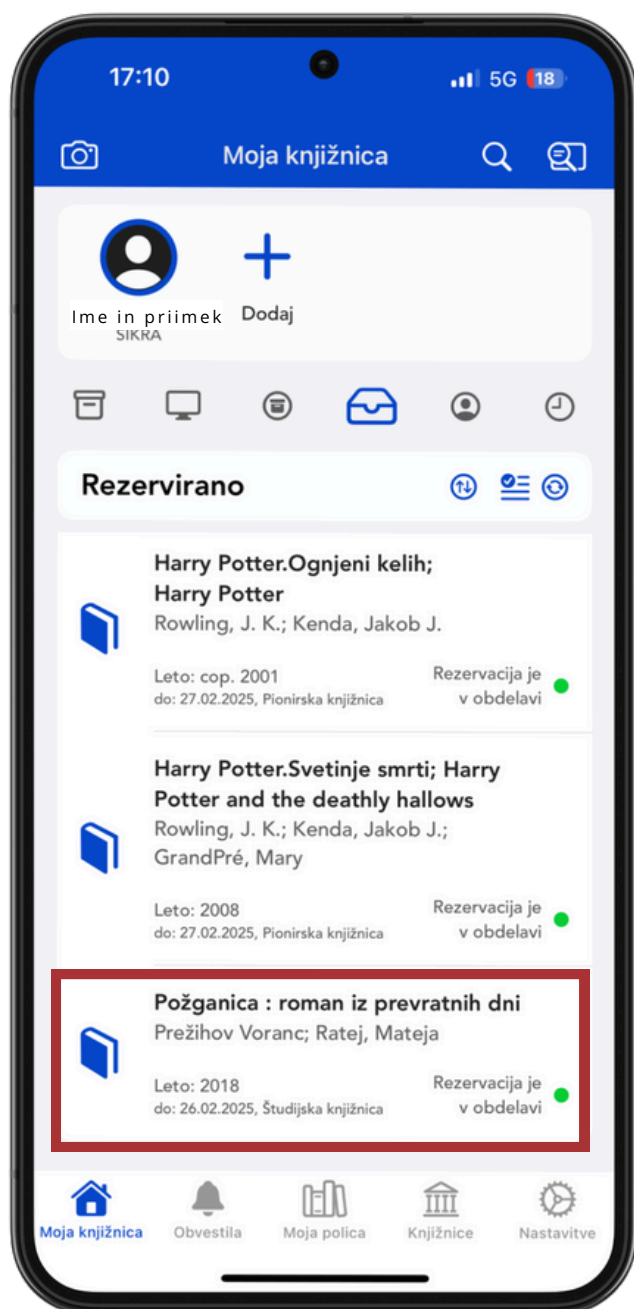 17:10
5G 18
Moja knjižnica
Ime in priimek
Dodaj
SIKRA
Rezervirano
Harry Potter.Ognjeni kelih;
Harry Potter
Rowling, J. K.; Kenda, Jakob J.
Leto: cop. 2001
do: 27.02.2025, Pionirska knjižnica
Rezervacija je
v obdelavi
Harry Potter.Svetinje smrti; Harry
Potter and the deathly hallows
Rowling, J. K.; Kenda, Jakob J.;
GrandPré, Mary
Leto: 2008
do: 27.02.2025, Pionirska knjižnica
Rezervacija je
v obdelavi
Požganica : roman iz prevratnih dni
Prežihov Voranc; Ratej, Mateja
Leto: 2018
do: 26.02.2025, Študijska knjižnica
Rezervacija je
v obdelavi
Moja knjižnica
Obvestila
Moja polica
Knjižnice
Nastavitve